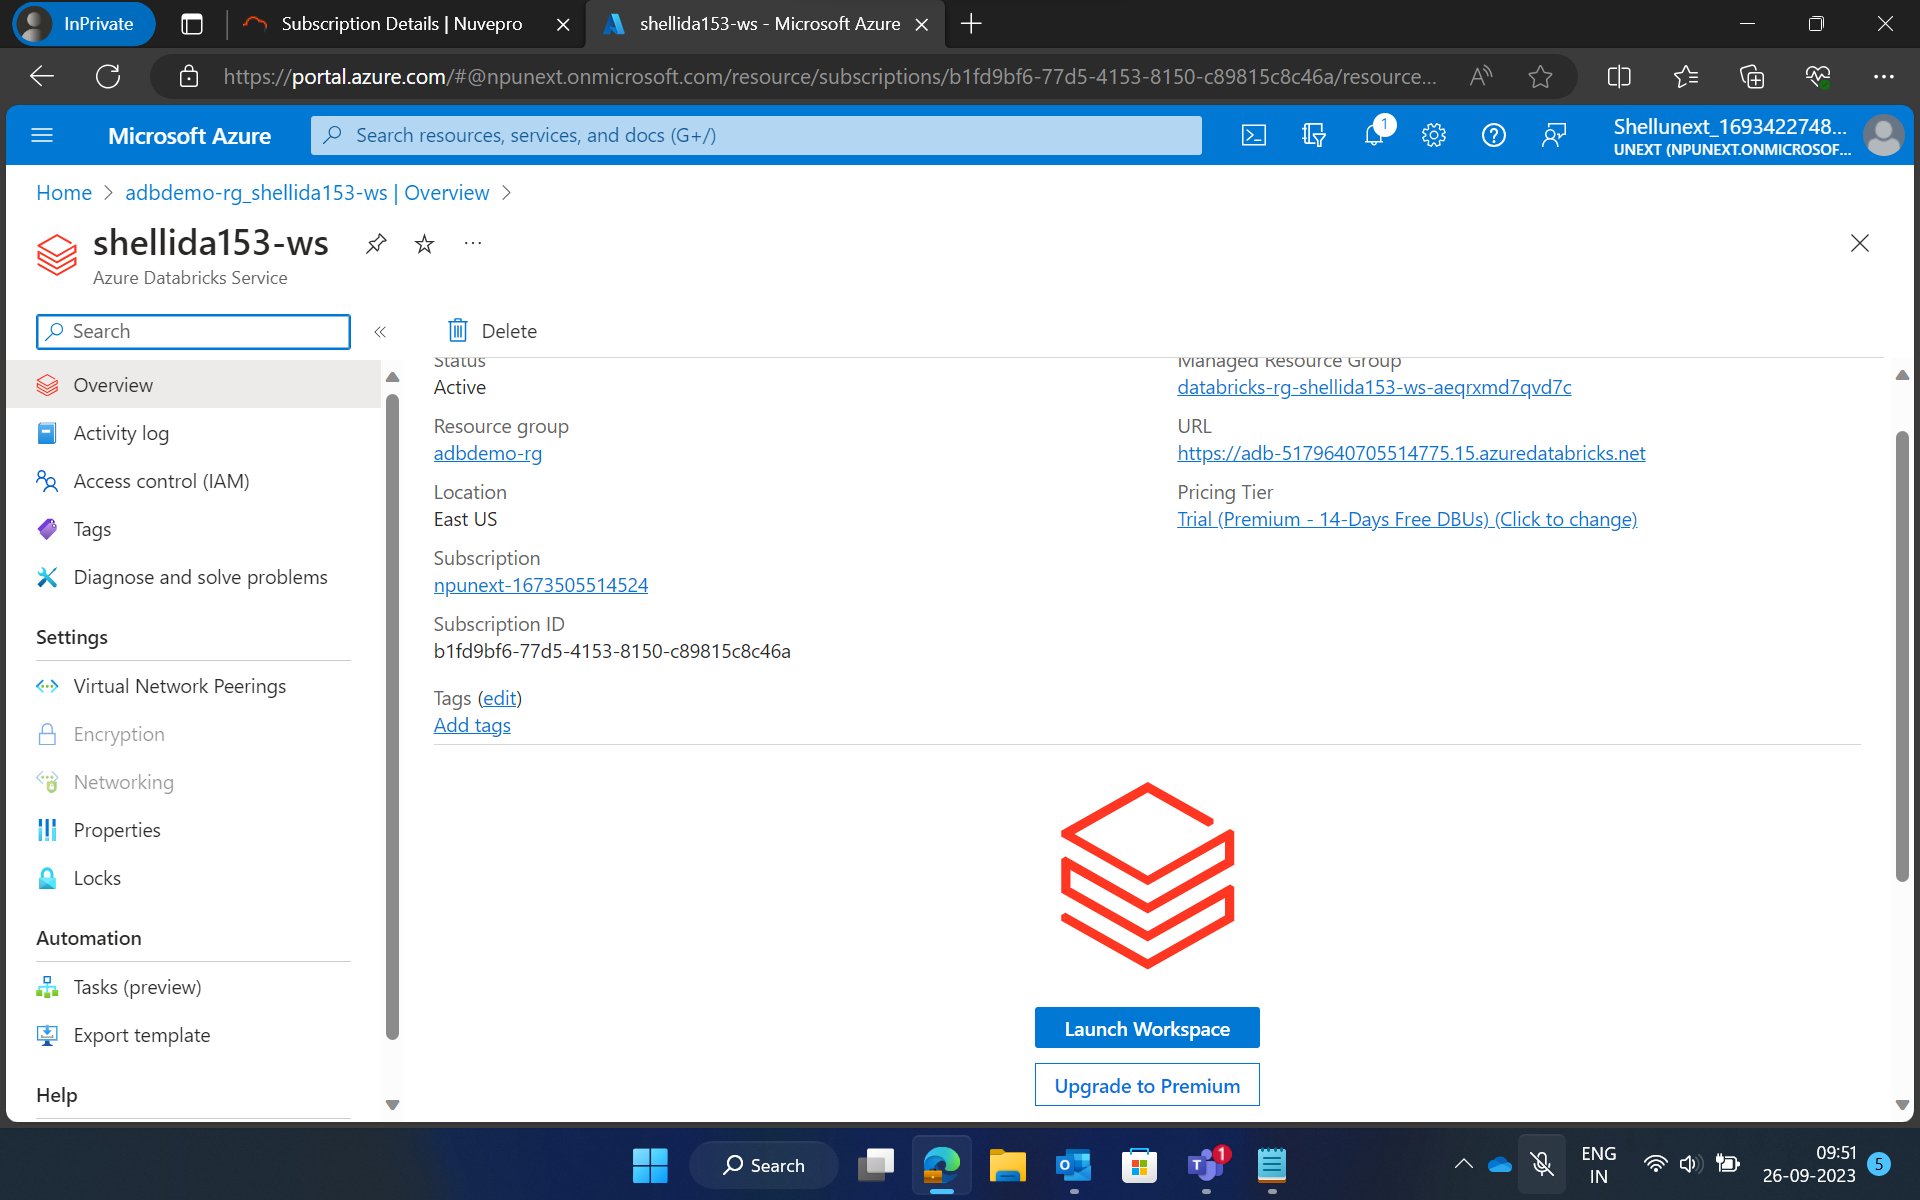 InPrivate
Subscription Details | Nuvepro
shellida153-ws - Microsoft Azure
https://portal.azure.com/#@npunext.onmicrosoft.com/resource/subscriptions/b1fd9bf6-77d5-4153-8150-c89815c8c46a/resource...
Microsoft Azure
Search resources, services, and docs (G+/)
1
Shellunext_1693422748...
UNEXT (NPUNEXT.ONMICROSOF...
Home > adbdemo-rg_shellida153-ws | Overview >
shellida153-ws
Azure Databricks Service
Search
Delete
Overview
Activity log
Access control (IAM)
Tags
Diagnose and solve problems
Settings
Virtual Network Peerings
Encryption
Networking
Properties
Locks
Automation
Tasks (preview)
Export template
Help
Status
Active
Resource group
adbdemo-rg
Location
East US
Subscription
npunext-1673505514524
Subscription ID
b1fd9bf6-77d5-4153-8150-c89815c8c46a
Tags (edit)
Add tags
Managed Resource Group
databricks-rg-shellida153-ws-aeqrxmd7qvd7c
URL
https://adb-5179640705514775.15.azuredatabricks.net
Pricing Tier
Trial (Premium - 14-Days Free DBUs) (Click to change)
Launch Workspace
Upgrade to Premium
Search
1
ENG
IN
09:51
26-09-2023
5